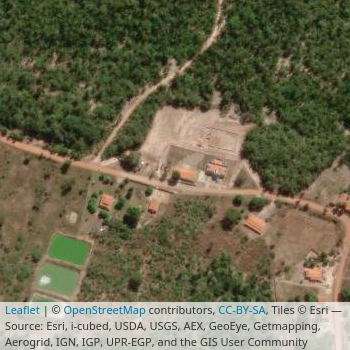 Leaflet | © OpenStreetMap contributors, CC-BY-SA, Tiles © Esri —
Source: Esri, i-cubed, USDA, USGS, AEX, GeoEye, Getmapping,
Aerogrid, IGN, IGP, UPR-EGP, and the GIS User Community